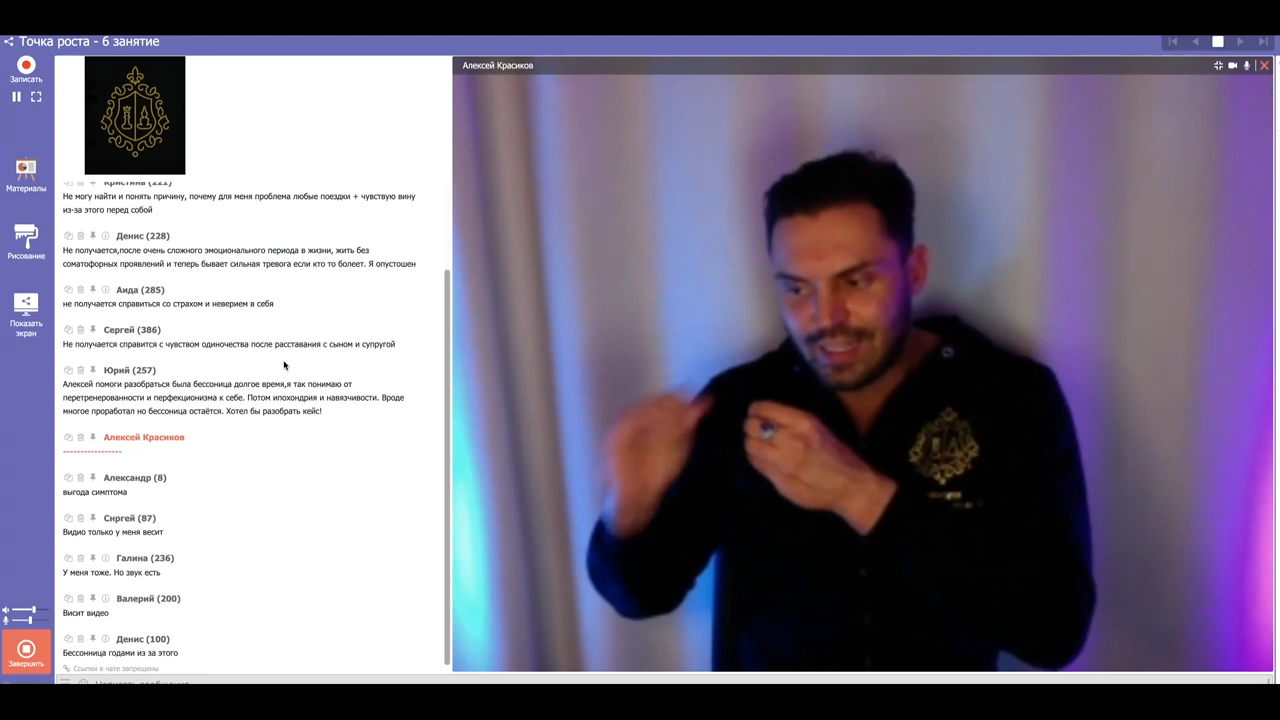 Точка роста - 6 занятие
Записать
Материалы
Рисование
Показать
экран
Завершить
Кристина (221)
Не могу найти и понять причину, почему для меня проблема любые поездки + чувствую вину
из-за этого перед собой
Денис (228)
Не получается,после очень сложного эмоционального периода в жизни, жить без
соматофорных проявлений и теперь бывает сильная тревога если кто то болеет. Я опустошен
Аида (285)
не получается справиться со страхом и неверием в себя
Сергей (386)
Не получается справится с чувством одиночества после расставания с сыном и супругой
Юрий (257)
Алексей помоги разобраться была бессоница долгое время,я так понимаю от
перетренерованности и перфекционизма к себе. Потом ипохондрия и навязчивости. Вроде
многое проработал но бессоница остаётся. Хотел бы разобрать кейс!
Алексей Красиков
-----------------
Александр (8)
выгода симптома
Снргей (87)
Видио только у меня весит
Галина (236)
У меня тоже. Но звук есть
Валерий (200)
Висит видео
Денис (100)
Бессонница годами из за этого
Ссылки в чате запрещены
Алексей Красиков